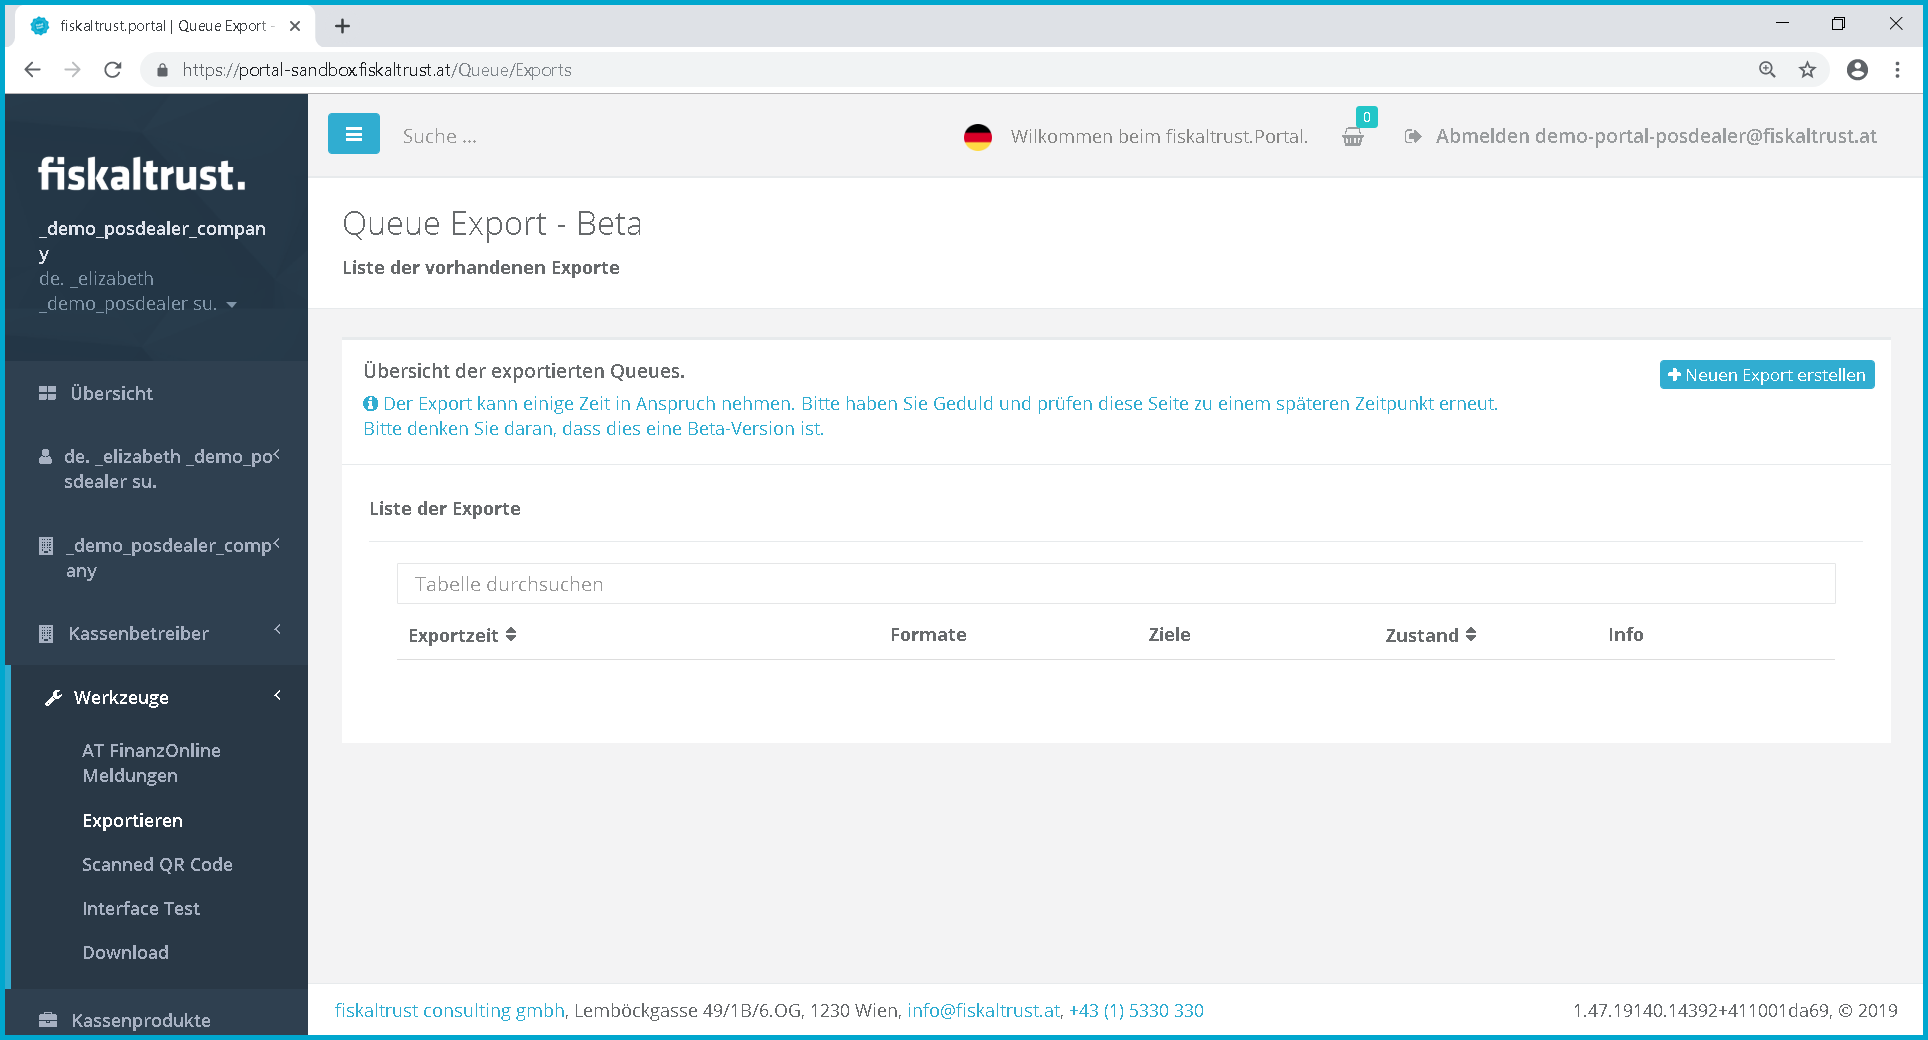 fiskaltrust.portal | Queue Export -
https://portal-sandbox.fiskaltrust.at/Queue/Exports
fiskaltrust.
_demo_posdealer_compan
y
de. _elizabeth
_demo_posdealer su.
Übersicht
de. _elizabeth _demo_po
sdealer su.
_demo_posdealer_comp
any
Kassenbetreiber
Werkzeuge
AT FinanzOnline
Meldungen
Exportieren
Scanned QR Code
Interface Test
Download
Kassenprodukte
Suche ...
Wilkommen beim fiskaltrust.Portal.
0
Abmelden demo-portal-posdealer@fiskaltrust.at
Queue Export - Beta
Liste der vorhandenen Exporte
Übersicht der exportierten Queues.
Neuen Export erstellen
Der Export kann einige Zeit in Anspruch nehmen. Bitte haben Sie Geduld und prüfen diese Seite zu einem späteren Zeitpunkt erneut.
Bitte denken Sie daran, dass dies eine Beta-Version ist.
Liste der Exporte
Tabelle durchsuchen
Exportzeit Formate Ziele Zustand Info
fiskaltrust consulting gmbh, Lemböckgasse 49/1B/6.OG, 1230 Wien, info@fiskaltrust.at, +43 (1) 5330 330
1.47.19140.14392+411001da69, © 2019